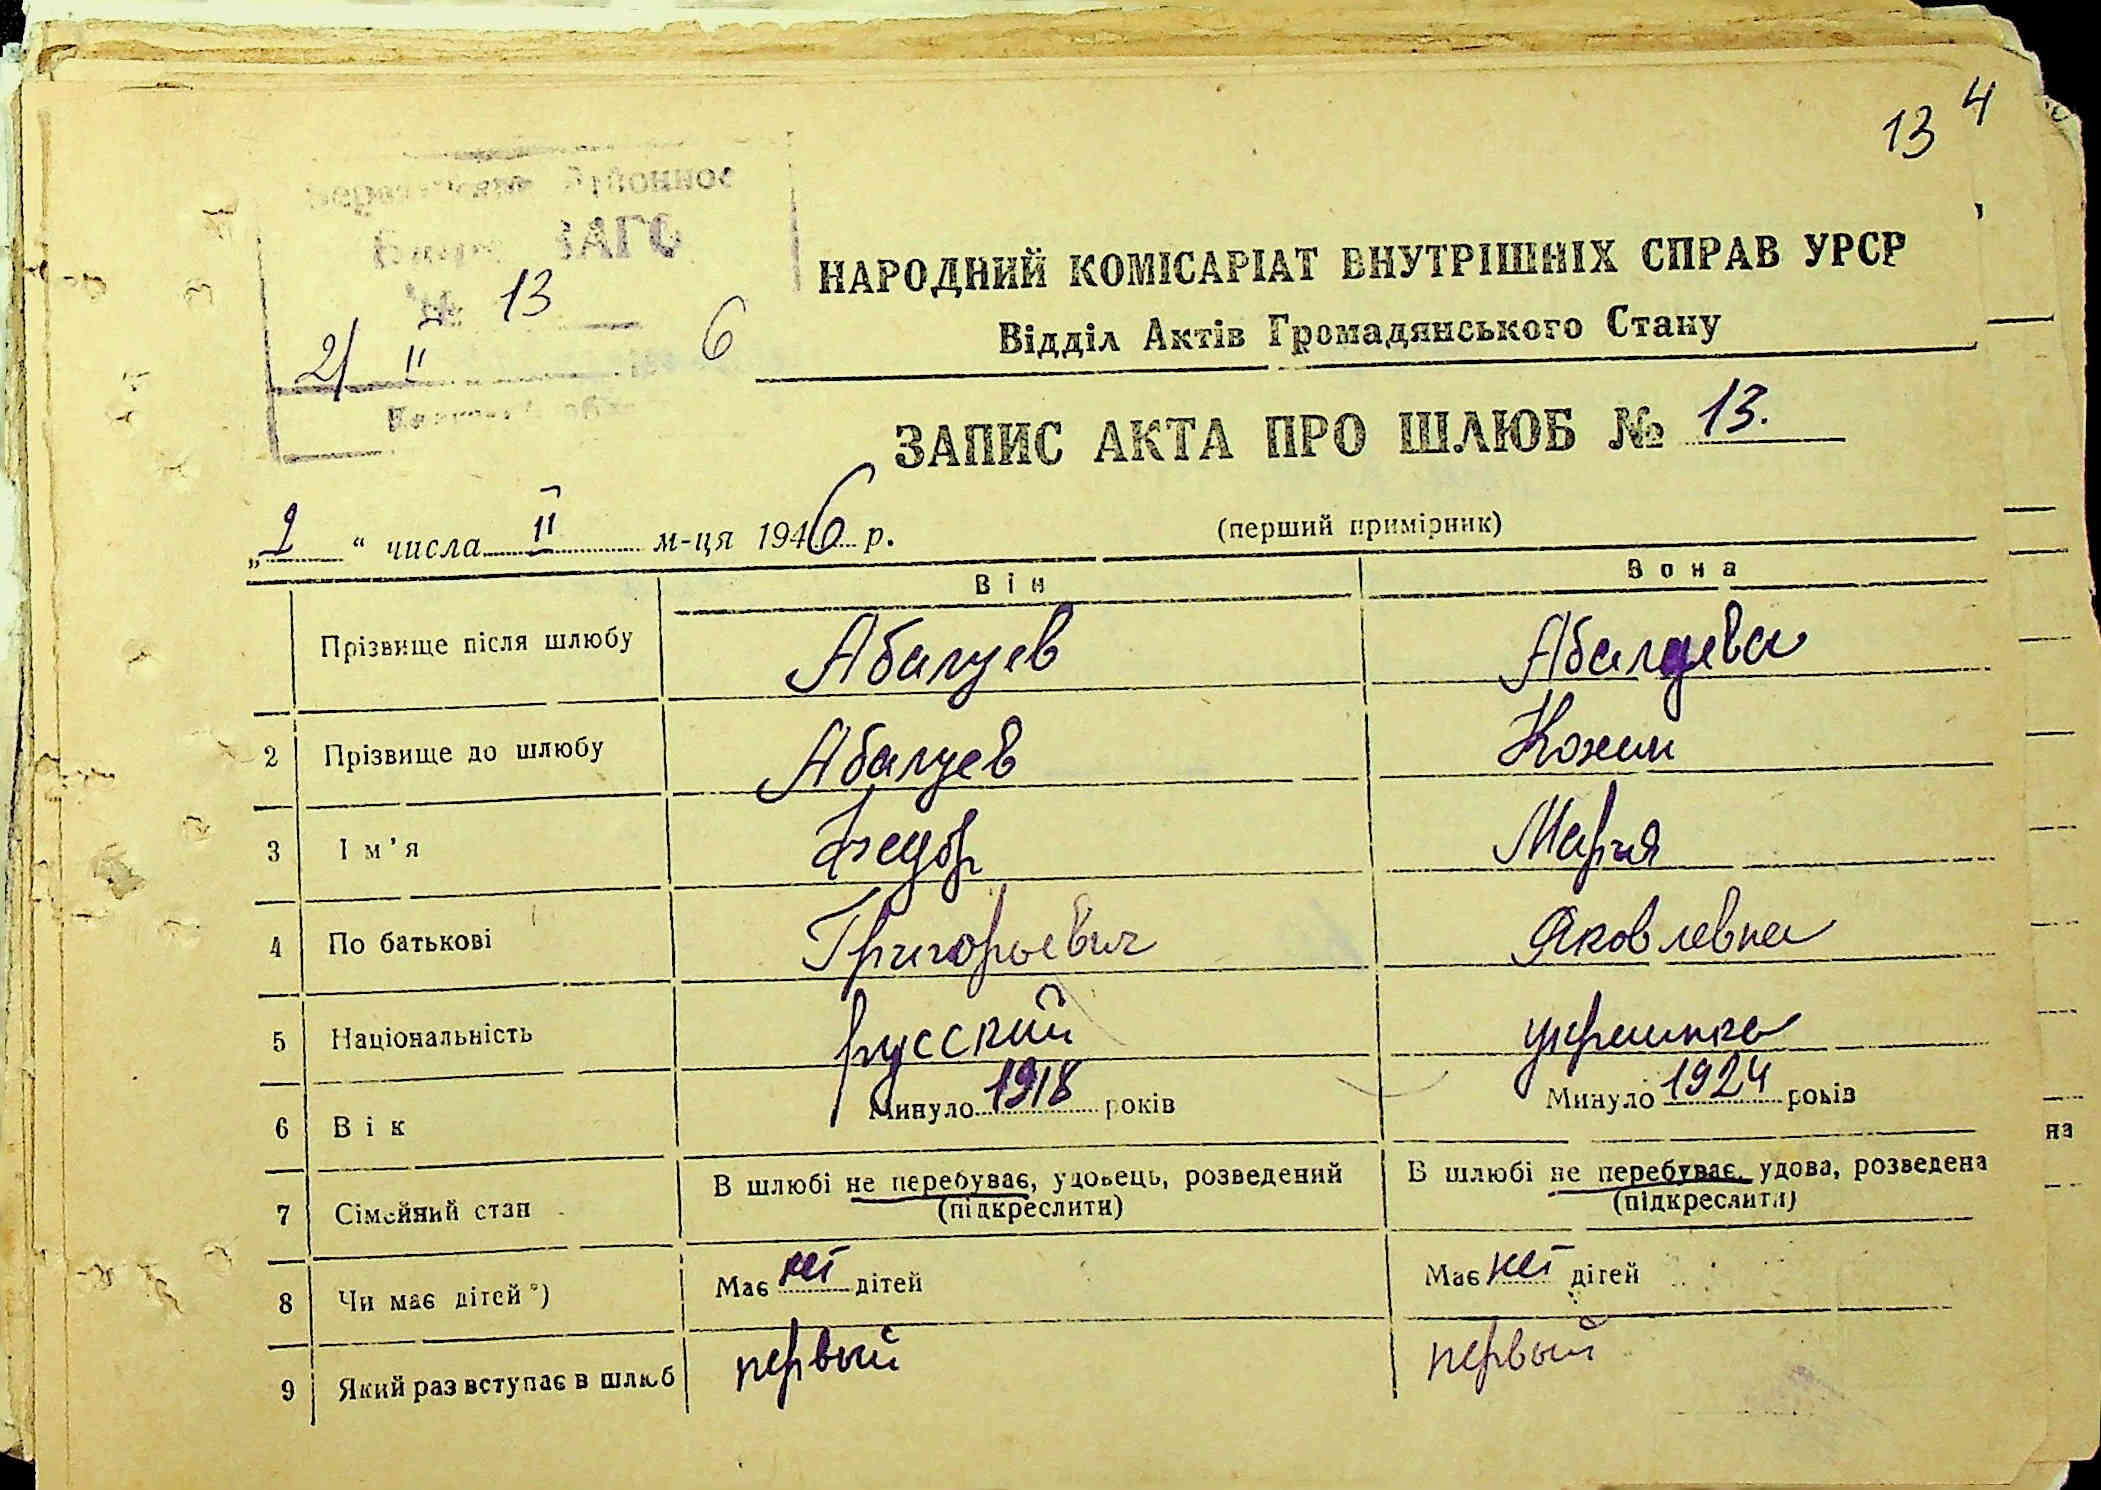 13 4
ЗАГС
13
2/ II 6
НАРОДНИЙ КОМІСАРІАТ ВНУТРІШНІХ СПРАВ УРСР
Відділ Актів Громадянського Стану
ЗАПИС АКТА ПРО ШЛЮБ № 13.
„2“ числа II м-ця 1946 р. (перший примірник)
Він Вона
Прізвище після шлюбу Абалуев Абалуева
2 Прізвище до шлюбу Абалуев Кожин
3 Ім'я Федор Мария
4 По батькові Григорьевич Яковлевна
5 Національність русский украинка
6 Вік Минуло 1918 років Минуло 1924 років
7 Сімейний стан В шлюбі не перебуває, удовець, розведений В шлюбі не перебуває, удова, розведена
(підкреслити) (підкреслити)
8 Чи має дітей*) Має нет дітей Має нет дітей
9 Який раз вступає в шлюб первый первый
на